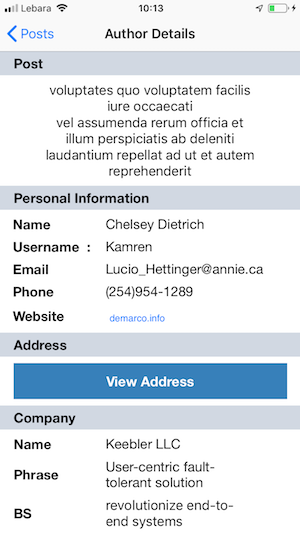 Lebara 10:13
Posts Author Details
Post
voluptates quo voluptatem facilis
iure occaecati
vel assumenda rerum officia et
illum perspiciatis ab deleniti
laudantium repellat ad ut et autem
reprehenderit
Personal Information
Name Chelsey Dietrich
Username : Kamren
Email Lucio_Hettinger@annie.ca
Phone (254)954-1289
Website demarco.info
Address
View Address
Company
Name Keebler LLC
Phrase User-centric fault-
tolerant solution
BS revolutionize end-to-
end systems